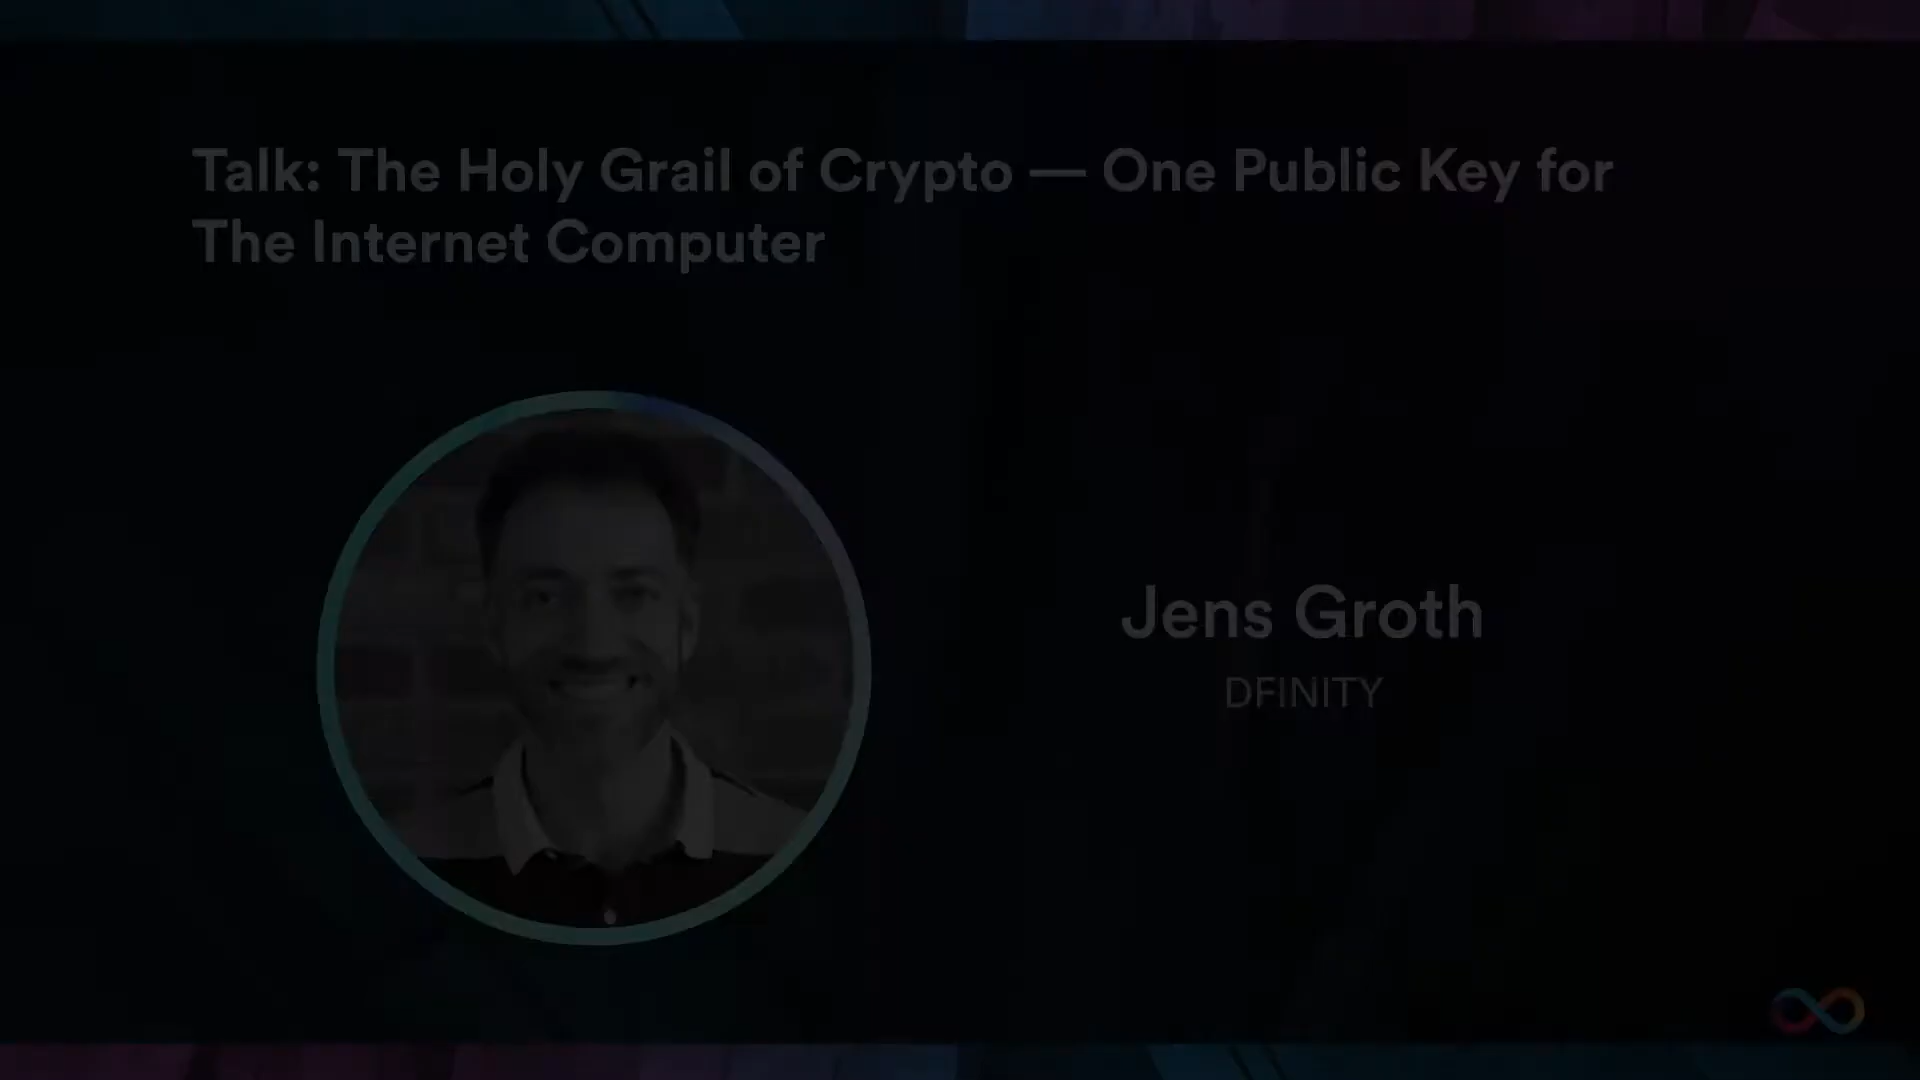 Talk: The Holy Grail of Crypto — One Public Key for
The Internet Computer
Jens Groth
DFINITY